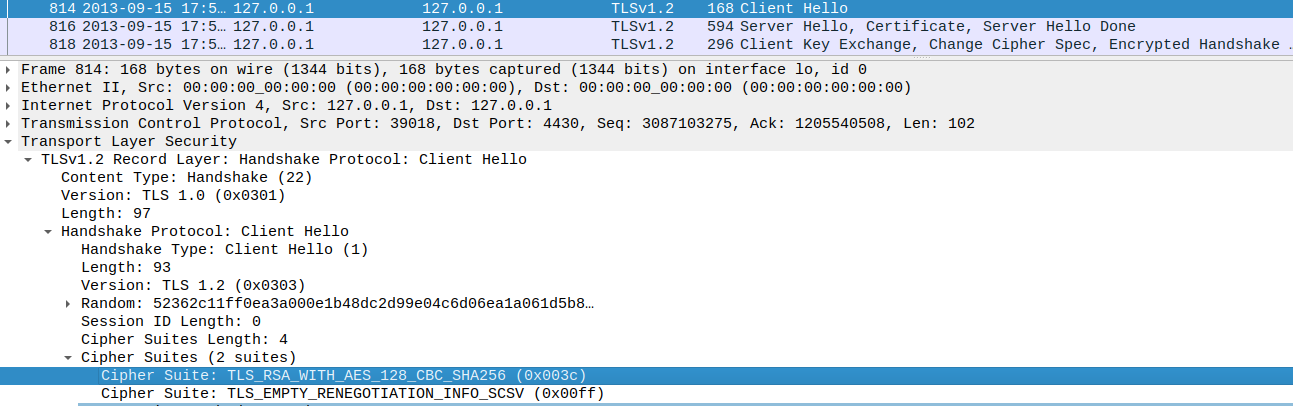 814 2013-09-15 17:5… 127.0.0.1 127.0.0.1 TLSv1.2 168 Client Hello
816 2013-09-15 17:5… 127.0.0.1 127.0.0.1 TLSv1.2 594 Server Hello, Certificate, Server Hello Done
818 2013-09-15 17:5… 127.0.0.1 127.0.0.1 TLSv1.2 296 Client Key Exchange, Change Cipher Spec, Encrypted Handshake …
Frame 814: 168 bytes on wire (1344 bits), 168 bytes captured (1344 bits) on interface lo, id 0
Ethernet II, Src: 00:00:00_00:00:00 (00:00:00:00:00:00), Dst: 00:00:00_00:00:00 (00:00:00:00:00:00)
Internet Protocol Version 4, Src: 127.0.0.1, Dst: 127.0.0.1
Transmission Control Protocol, Src Port: 39018, Dst Port: 4430, Seq: 3087103275, Ack: 1205540508, Len: 102
Transport Layer Security
TLSv1.2 Record Layer: Handshake Protocol: Client Hello
Content Type: Handshake (22)
Version: TLS 1.0 (0x0301)
Length: 97
Handshake Protocol: Client Hello
Handshake Type: Client Hello (1)
Length: 93
Version: TLS 1.2 (0x0303)
Random: 52362c11ff0ea3a000e1b48dc2d99e04c6d06ea1a061d5b8…
Session ID Length: 0
Cipher Suites Length: 4
Cipher Suites (2 suites)
Cipher Suite: TLS_RSA_WITH_AES_128_CBC_SHA256 (0x003c)
Cipher Suite: TLS_EMPTY_RENEGOTIATION_INFO_SCSV (0x00ff)